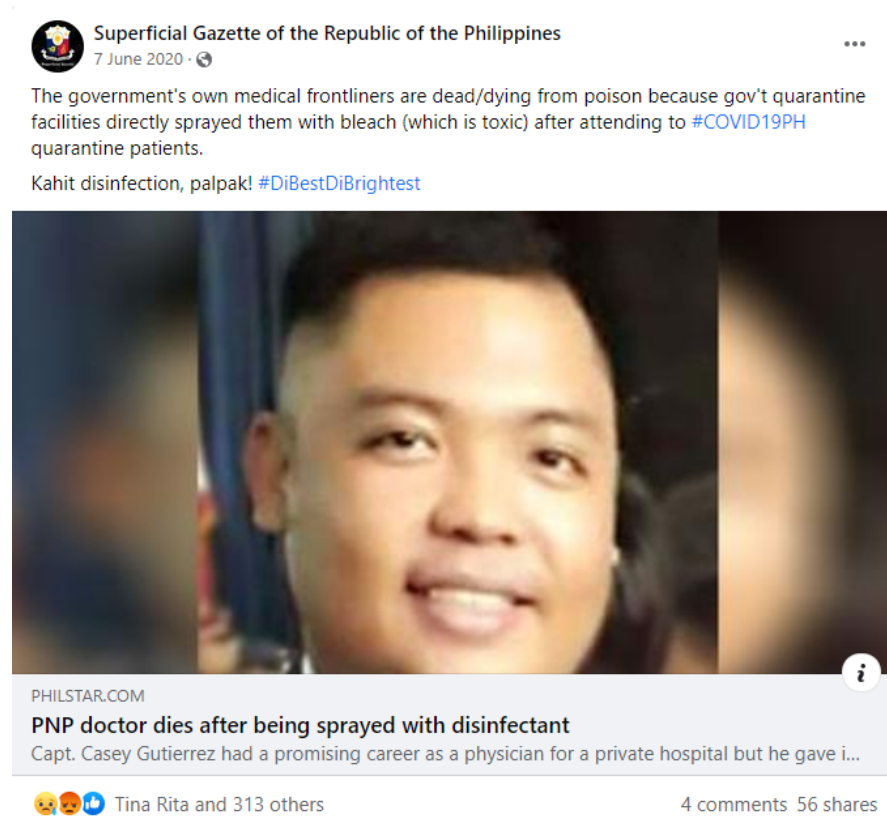 Superficial Gazette of the Republic of the Philippines
7 June 2020 ·
The government's own medical frontliners are dead/dying from poison because gov't quarantine
facilities directly sprayed them with bleach (which is toxic) after attending to #COVID19PH
quarantine patients.
Kahit disinfection, palpak! #DiBestDiBrightest
PHILSTAR.COM
PNP doctor dies after being sprayed with disinfectant
Capt. Casey Gutierrez had a promising career as a physician for a private hospital but he gave i...
Tina Rita and 313 others
4 comments 56 shares